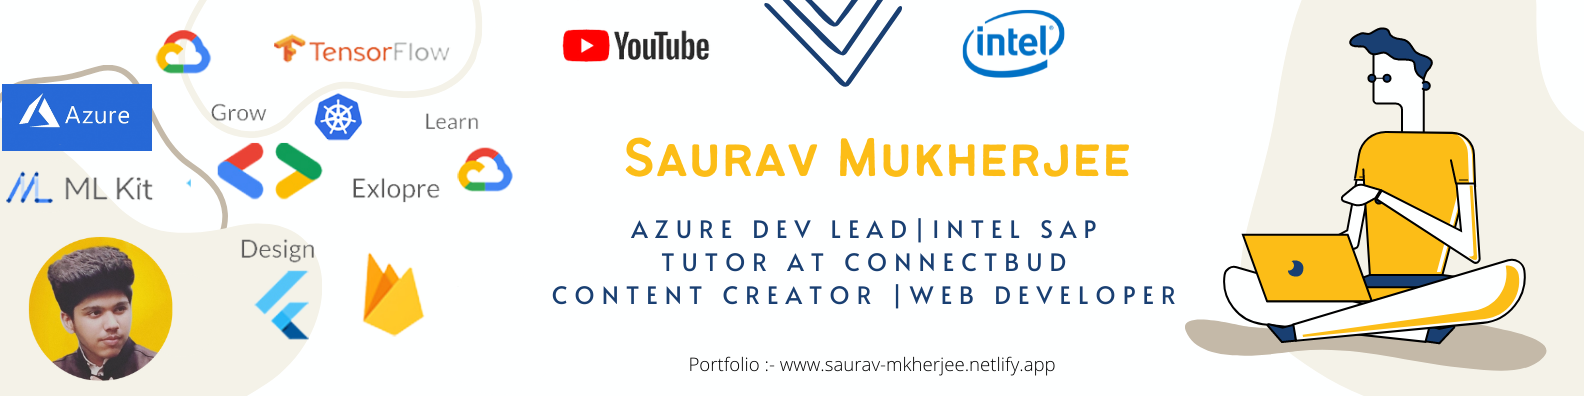 TensorFlow
YouTube
intel
Azure
Grow
Learn
ML Kit
Exlopre
Design
SAURAV MUKHERJEE
AZURE DEV LEAD|INTEL SAP
TUTOR AT CONNECTBUD
CONTENT CREATOR |WEB DEVELOPER
Portfolio :- www.saurav-mkherjee.netlify.app